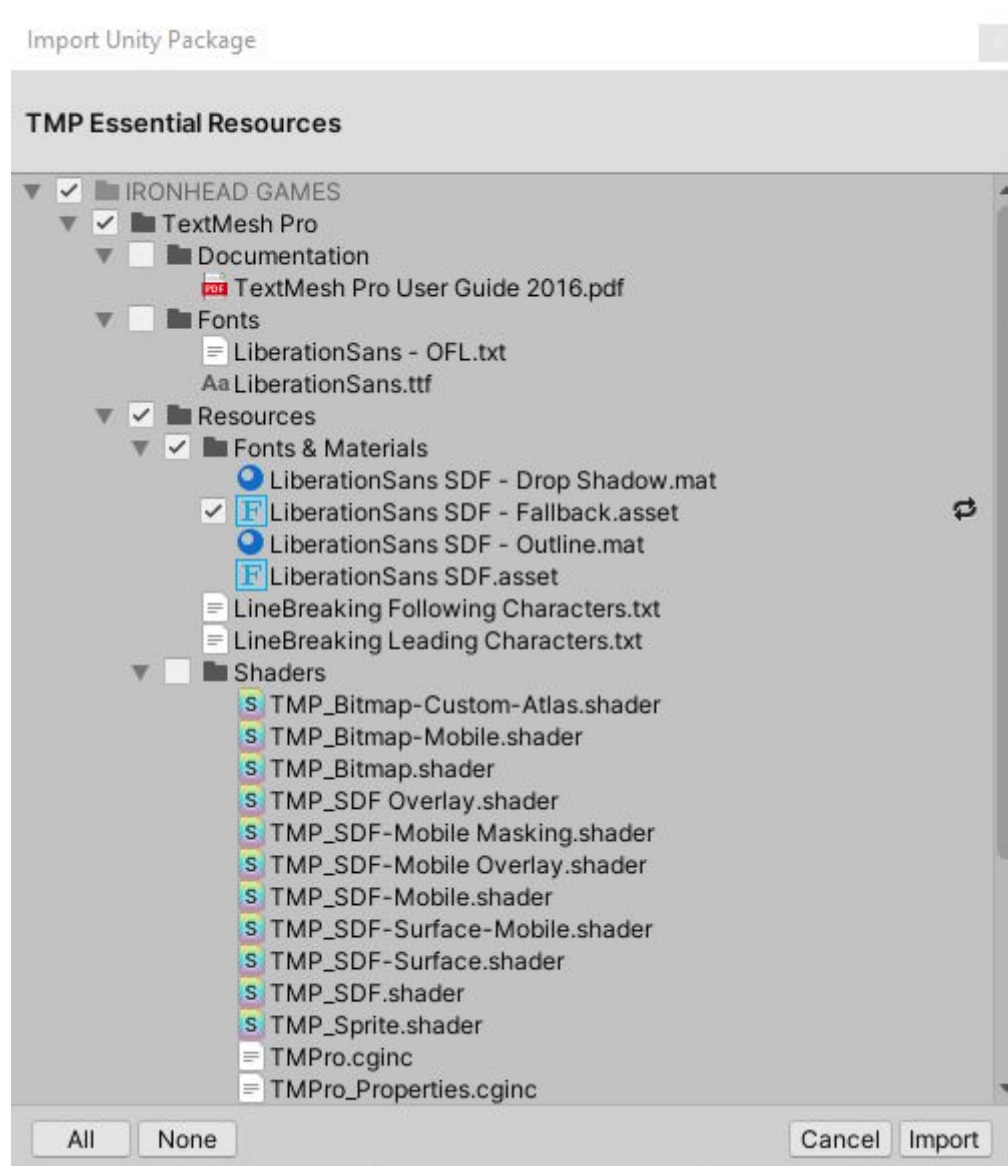 Import Unity Package
TMP Essential Resources
IRONHEAD GAMES
TextMesh Pro
Documentation
PDF TextMesh Pro User Guide 2016.pdf
Fonts
LiberationSans - OFL.txt
Aa LiberationSans.ttf
Resources
Fonts & Materials
LiberationSans SDF - Drop Shadow.mat
F LiberationSans SDF - Fallback.asset
LiberationSans SDF - Outline.mat
F LiberationSans SDF.asset
LineBreaking Following Characters.txt
LineBreaking Leading Characters.txt
Shaders
S TMP_Bitmap-Custom-Atlas.shader
S TMP_Bitmap-Mobile.shader
S TMP_Bitmap.shader
S TMP_SDF Overlay.shader
S TMP_SDF-Mobile Masking.shader
S TMP_SDF-Mobile Overlay.shader
S TMP_SDF-Mobile.shader
S TMP_SDF-Surface-Mobile.shader
S TMP_SDF-Surface.shader
S TMP_SDF.shader
S TMP_Sprite.shader
TMPro.cginc
TMPro_Properties.cginc
All None Cancel Import